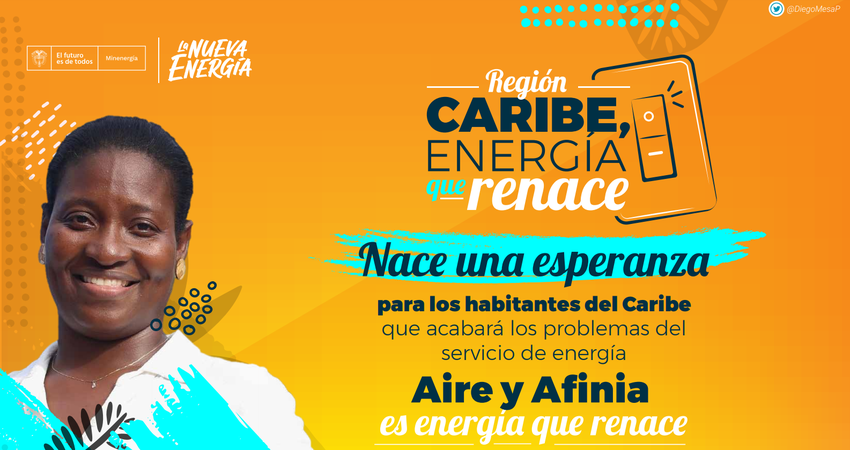 @DiegoMesaP
El futuro
es de todos
Minenergía
La NUEVA
ENERGÍA
Región
CARIBE,
ENERGÍA
que renace
Nace una esperanza
para los habitantes del Caribe
que acabará los problemas del
servicio de energía
Aire y Afinia
es energía que renace